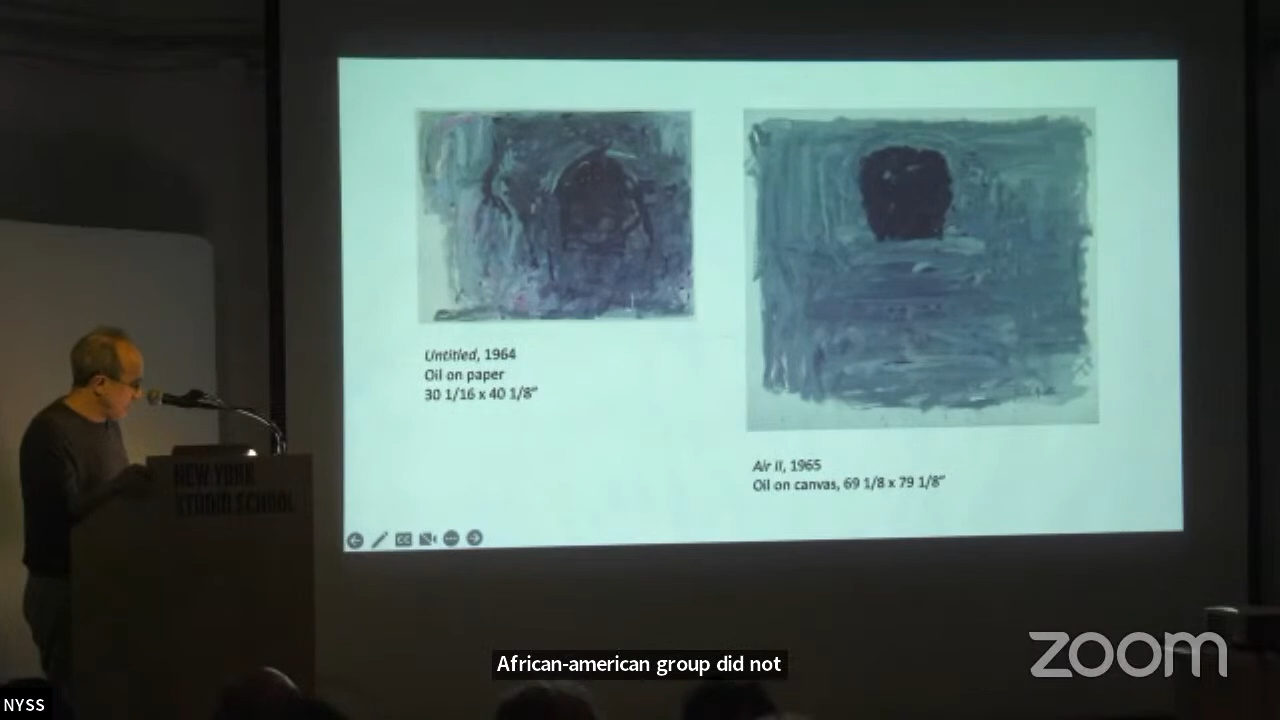 Untitled, 1964
Oil on paper
30 1/16 x 40 1/8"
Air II, 1965
Oil on canvas, 69 1/8 x 79 1/8"
NEW YORK
STUDIO SCHOOL
CC
African-american group did not
zoom
NYSS